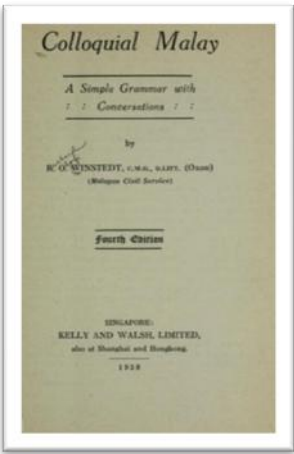 Colloquial Malay
A Simple Grammar with
: : Conversations : :
by
R. O. WINSTEDT, C.M.G., D.LITT. (OXON)
(Malayan Civil Service)
Fourth Edition
SINGAPORE:
KELLY AND WALSH, LIMITED,
also at Shanghai and Hongkong.